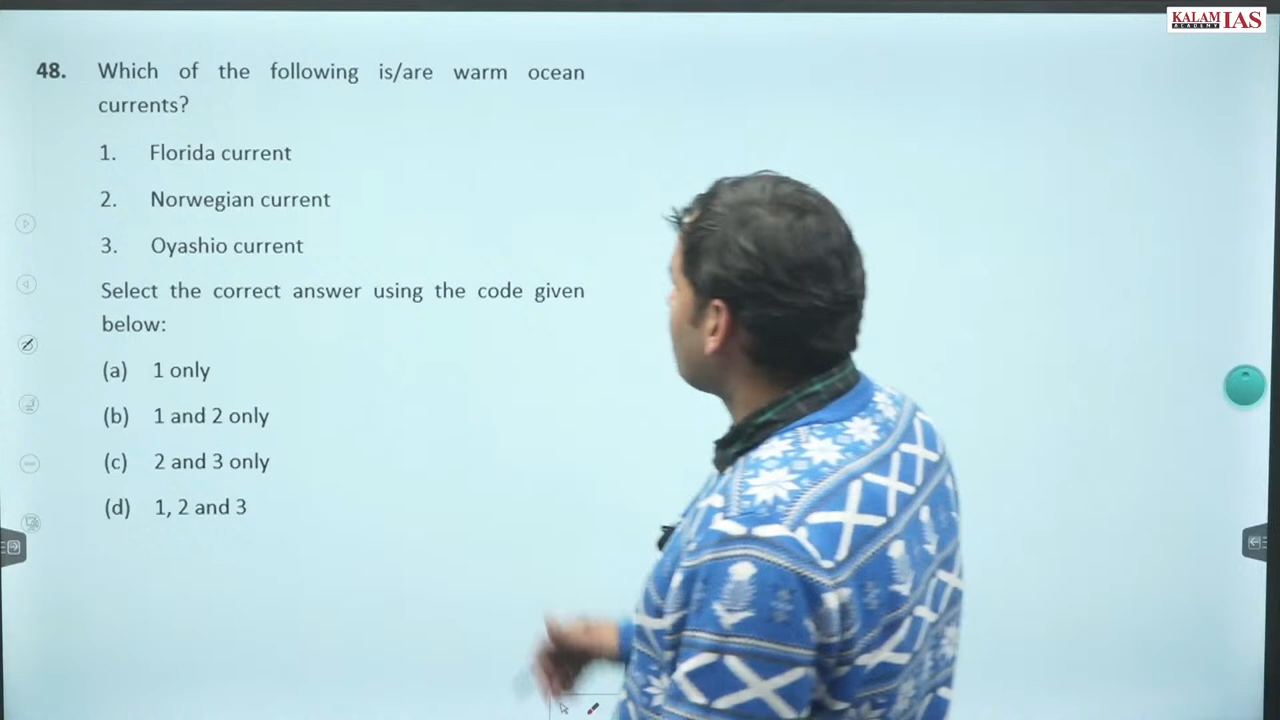 KALAM IAS
ACADEMY
48. Which of the following is/are warm ocean
currents?
1. Florida current
2. Norwegian current
3. Oyashio current
Select the correct answer using the code given
below:
(a) 1 only
(b) 1 and 2 only
(c) 2 and 3 only
(d) 1, 2 and 3